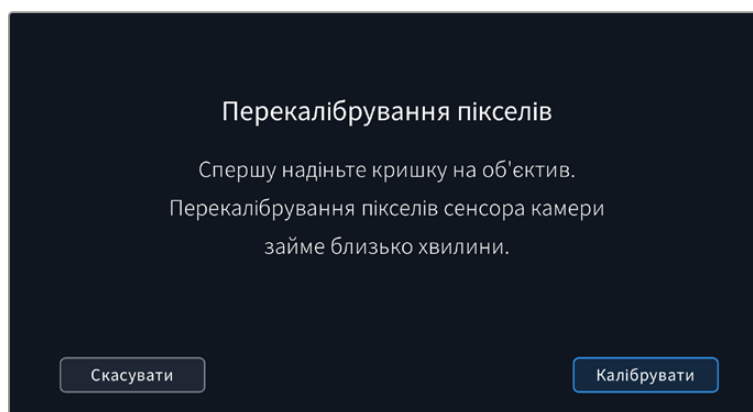 Перекалібрування пікселів
Спершу надіньте кришку на об'єктив.
Перекалібрування пікселів сенсора камери
займе близько хвилини.
Скасувати
Калібрувати